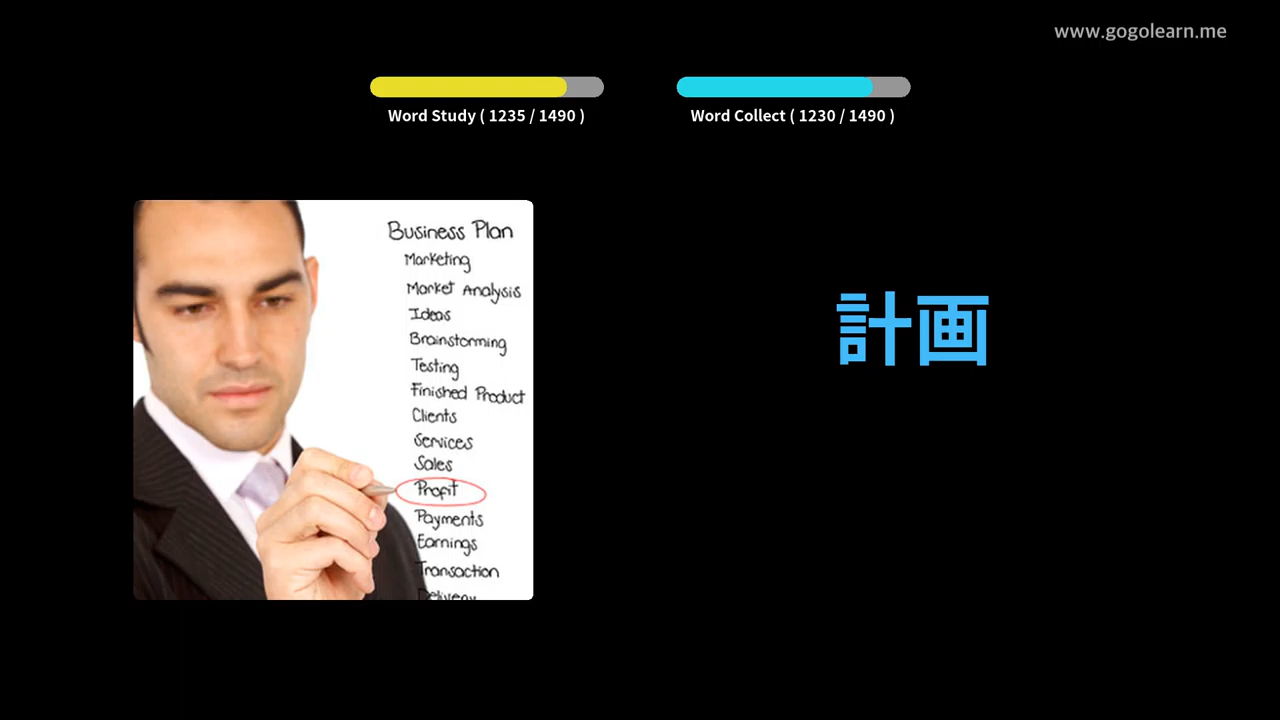 www.gogolearn.me
Word Study ( 1235 / 1490 )
Word Collect ( 1230 / 1490 )
Business Plan
Marketing
Market Analysis
Ideas
Brainstorming
Testing
Finished Product
Clients
Services
Sales
Profit
Payments
Earnings
Transaction
Delivery
計画